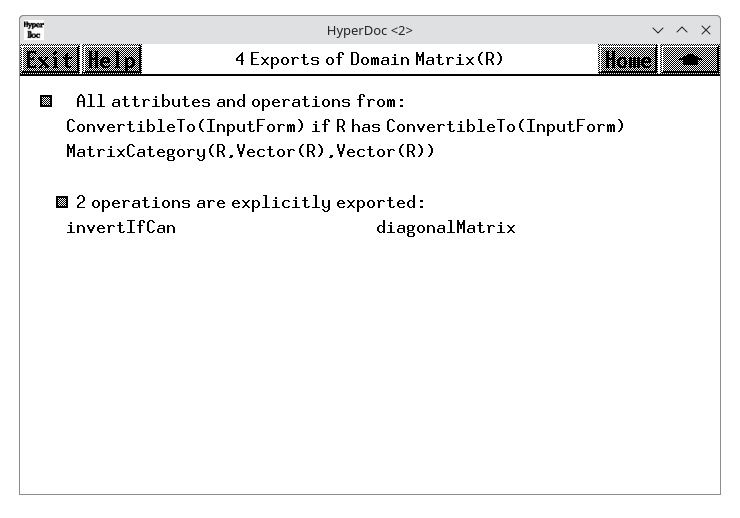 Hyper
Doc
HyperDoc <2>
Exit Help 4 Exports of Domain Matrix(R) Home
All attributes and operations from:
ConvertibleTo(InputForm) if R has ConvertibleTo(InputForm)
MatrixCategory(R,Vector(R),Vector(R))
2 operations are explicitly exported:
invertIfCan diagonalMatrix